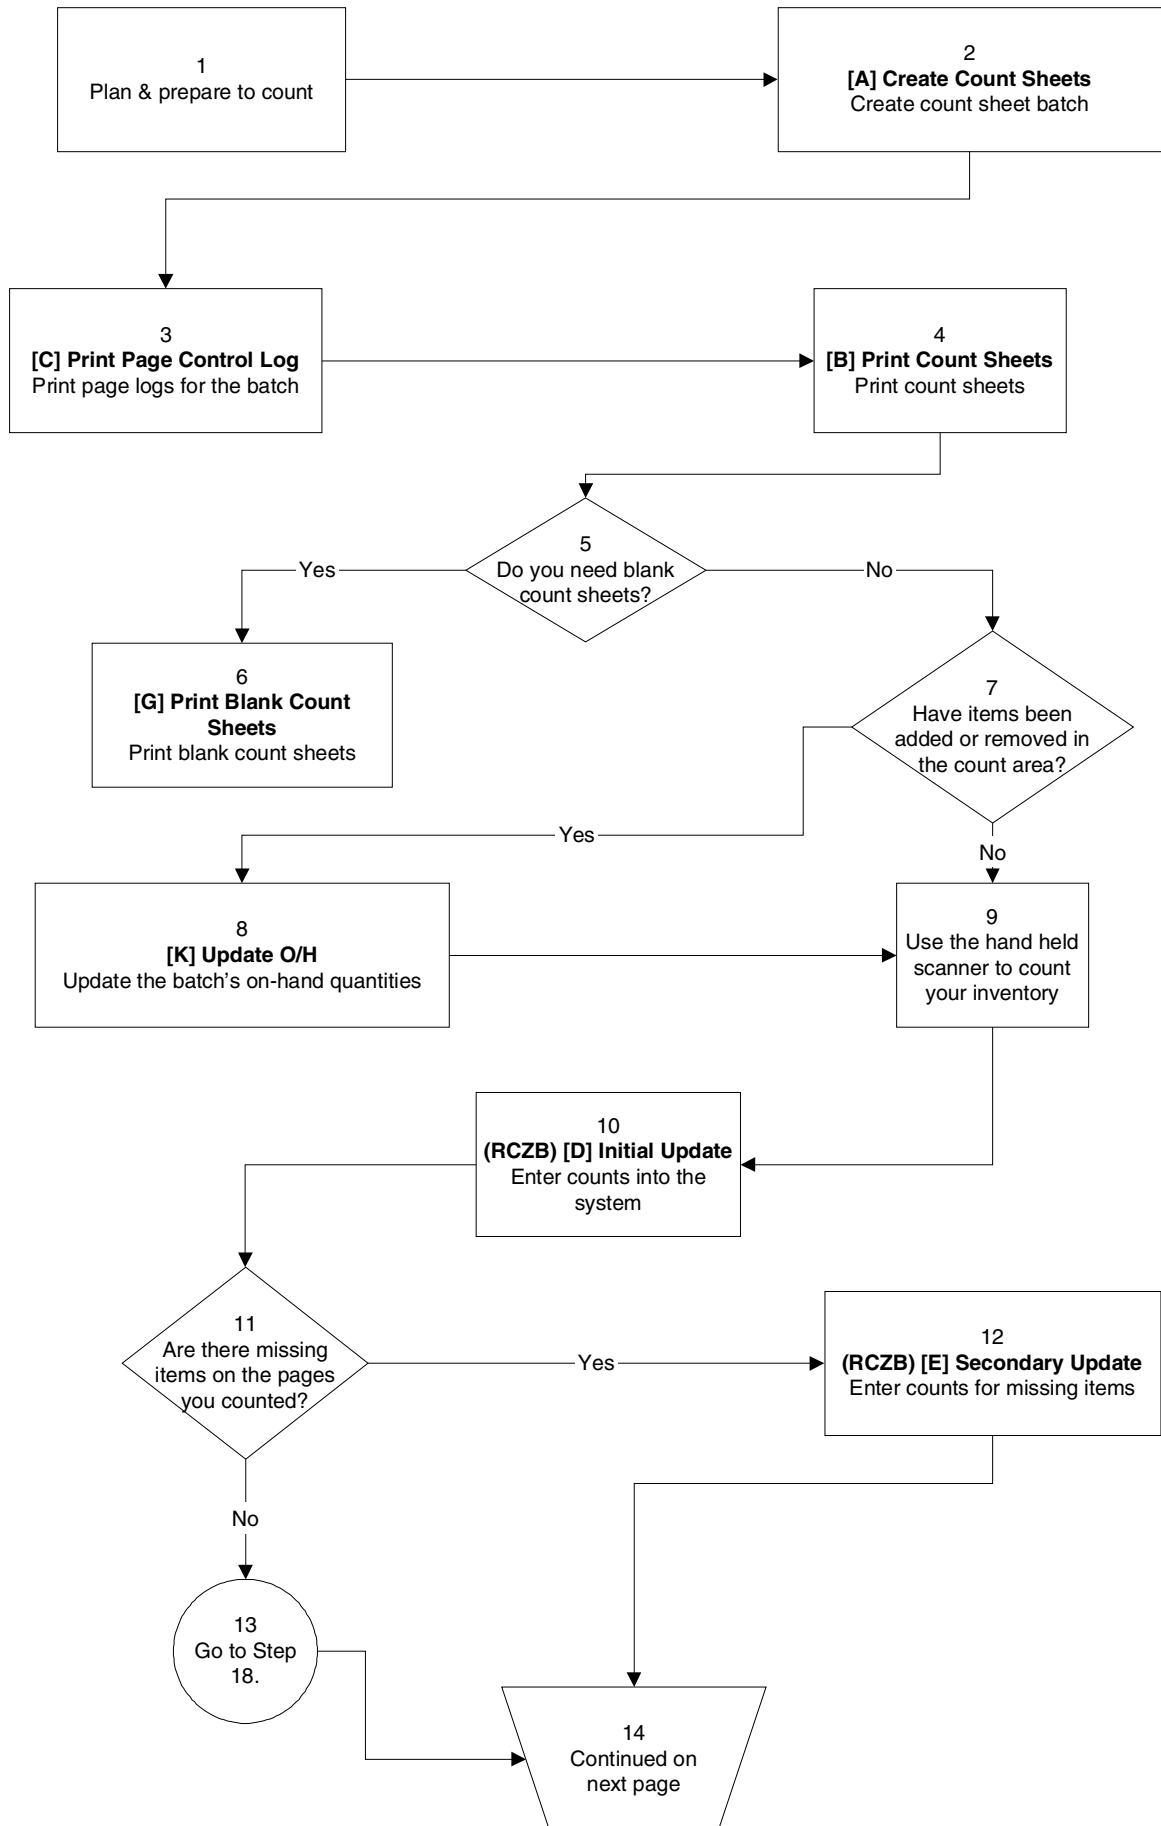 1
Plan & prepare to count
2
[A] Create Count Sheets
Create count sheet batch
3
[C] Print Page Control Log
Print page logs for the batch
4
[B] Print Count Sheets
Print count sheets
5
Do you need blank
count sheets?
Yes
No
6
[G] Print Blank Count
Sheets
Print blank count sheets
7
Have items been
added or removed in
the count area?
Yes
No
8
[K] Update O/H
Update the batch’s on-hand quantities
9
Use the hand held
scanner to count
your inventory
10
(RCZB) [D] Initial Update
Enter counts into the
system
11
Are there missing
items on the pages
you counted?
Yes
12
(RCZB) [E] Secondary Update
Enter counts for missing items
No
13
Go to Step
18.
14
Continued on
next page